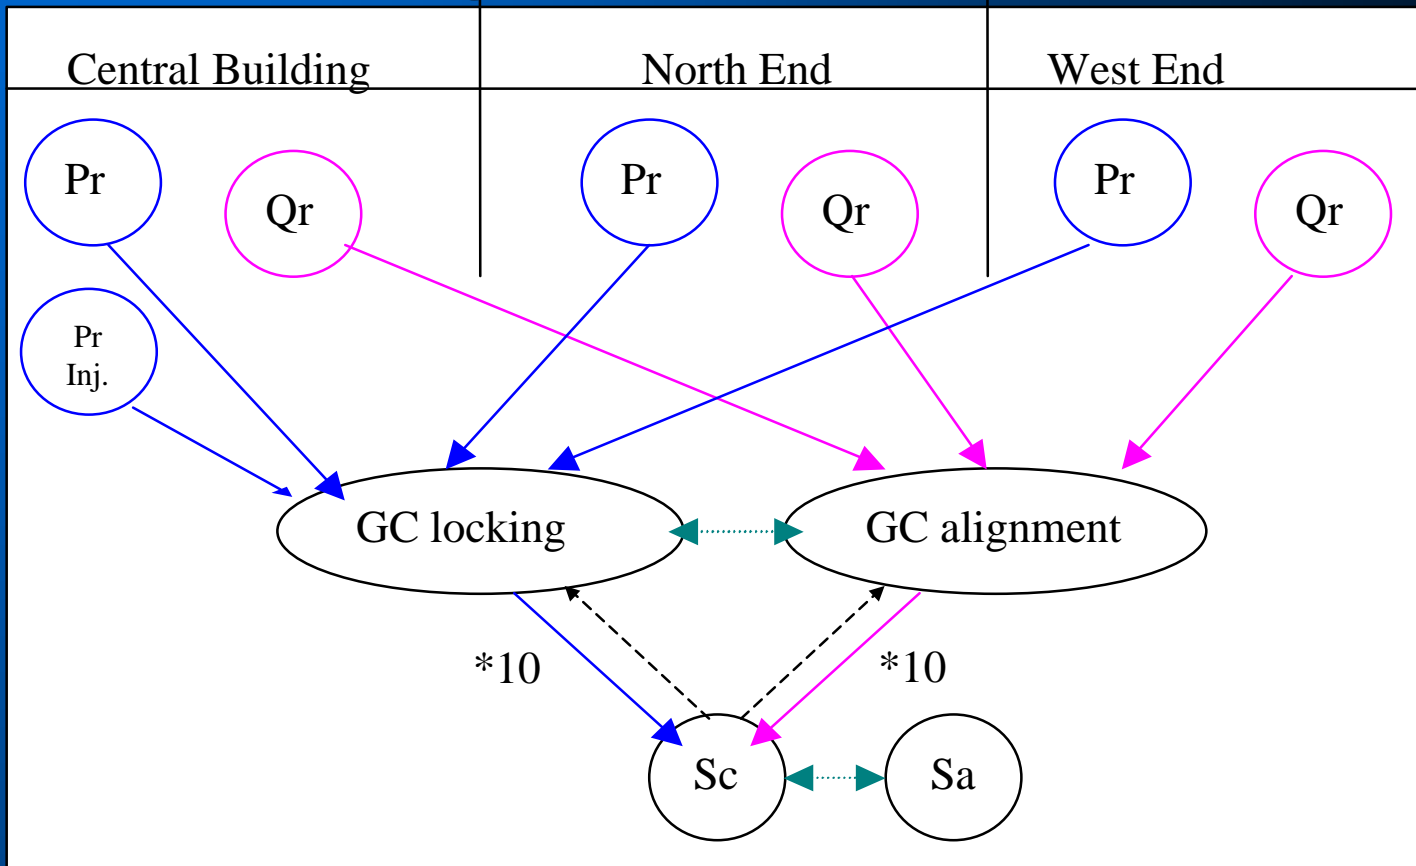 Central Building
North End
West End
Pr
Qr
Pr
Qr
Pr
Qr
Pr
Inj.
GC locking
GC alignment
*10
*10
Sc
Sa